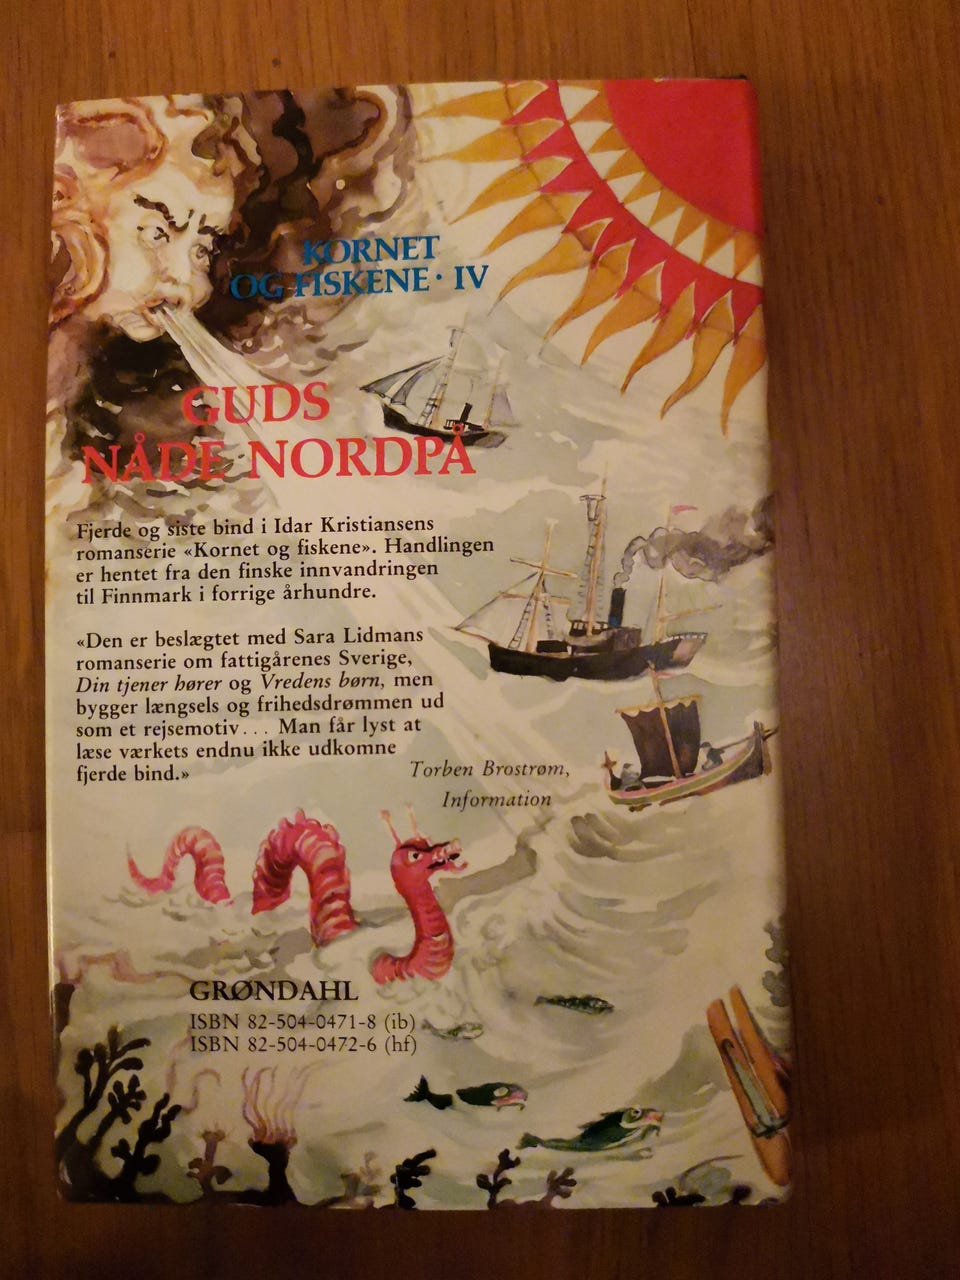 KORNET
OG FISKENE · IV
GUDS
NÅDE NORDPÅ
Fjerde og siste bind i Idar Kristiansens
romanserie «Kornet og fiskene». Handlingen
er hentet fra den finske innvandringen
til Finnmark i forrige århundre.
«Den er beslægtet med Sara Lidmans
romanserie om fattigårenes Sverige,
Din tjener hører og Vredens børn, men
bygger længsels og frihedsdrømmen ud
som et rejsemotiv... Man får lyst at
læse værkets endnu ikke udkomne
fjerde bind.»
Torben Brostrøm,
Information
GRØNDAHL
ISBN 82-504-0471-8 (ib)
ISBN 82-504-0472-6 (hf)